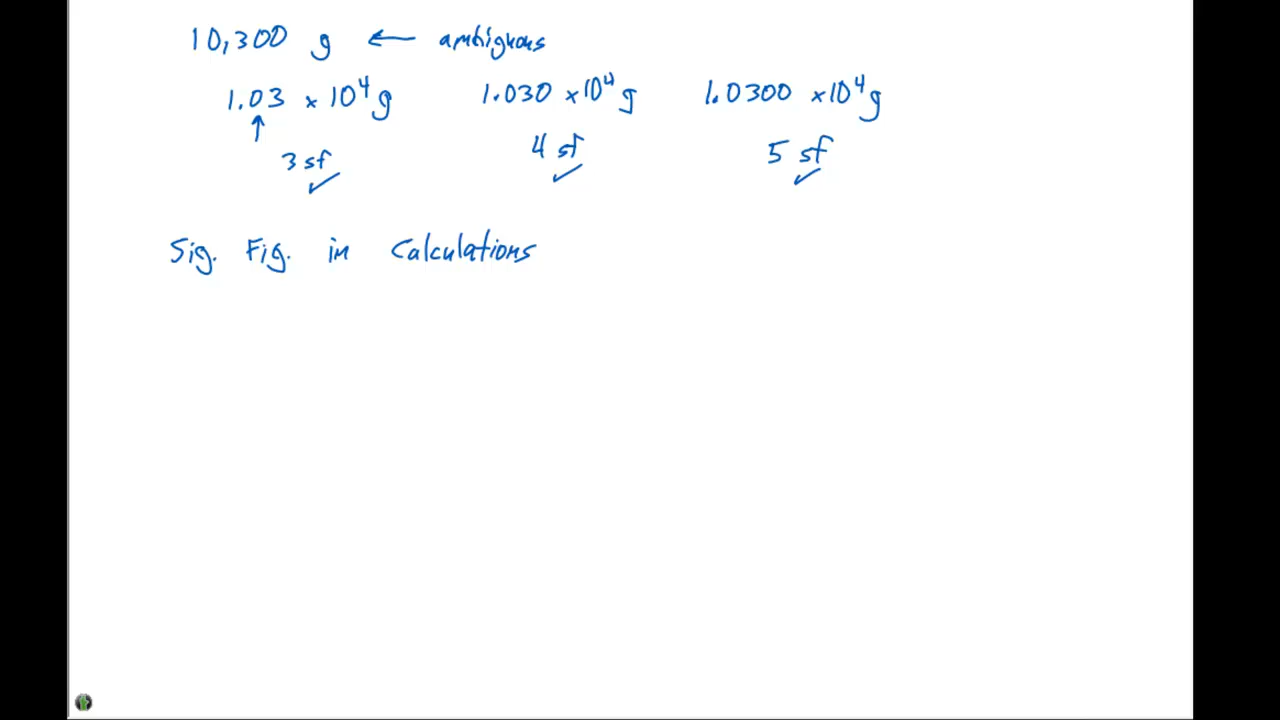 10,300 g ← ambiguous
1.03 × 10⁴ g 1.030 × 10⁴ g 1.0300 × 10⁴ g
3 sf 4 sf 5 sf
Sig. Fig. in Calculations